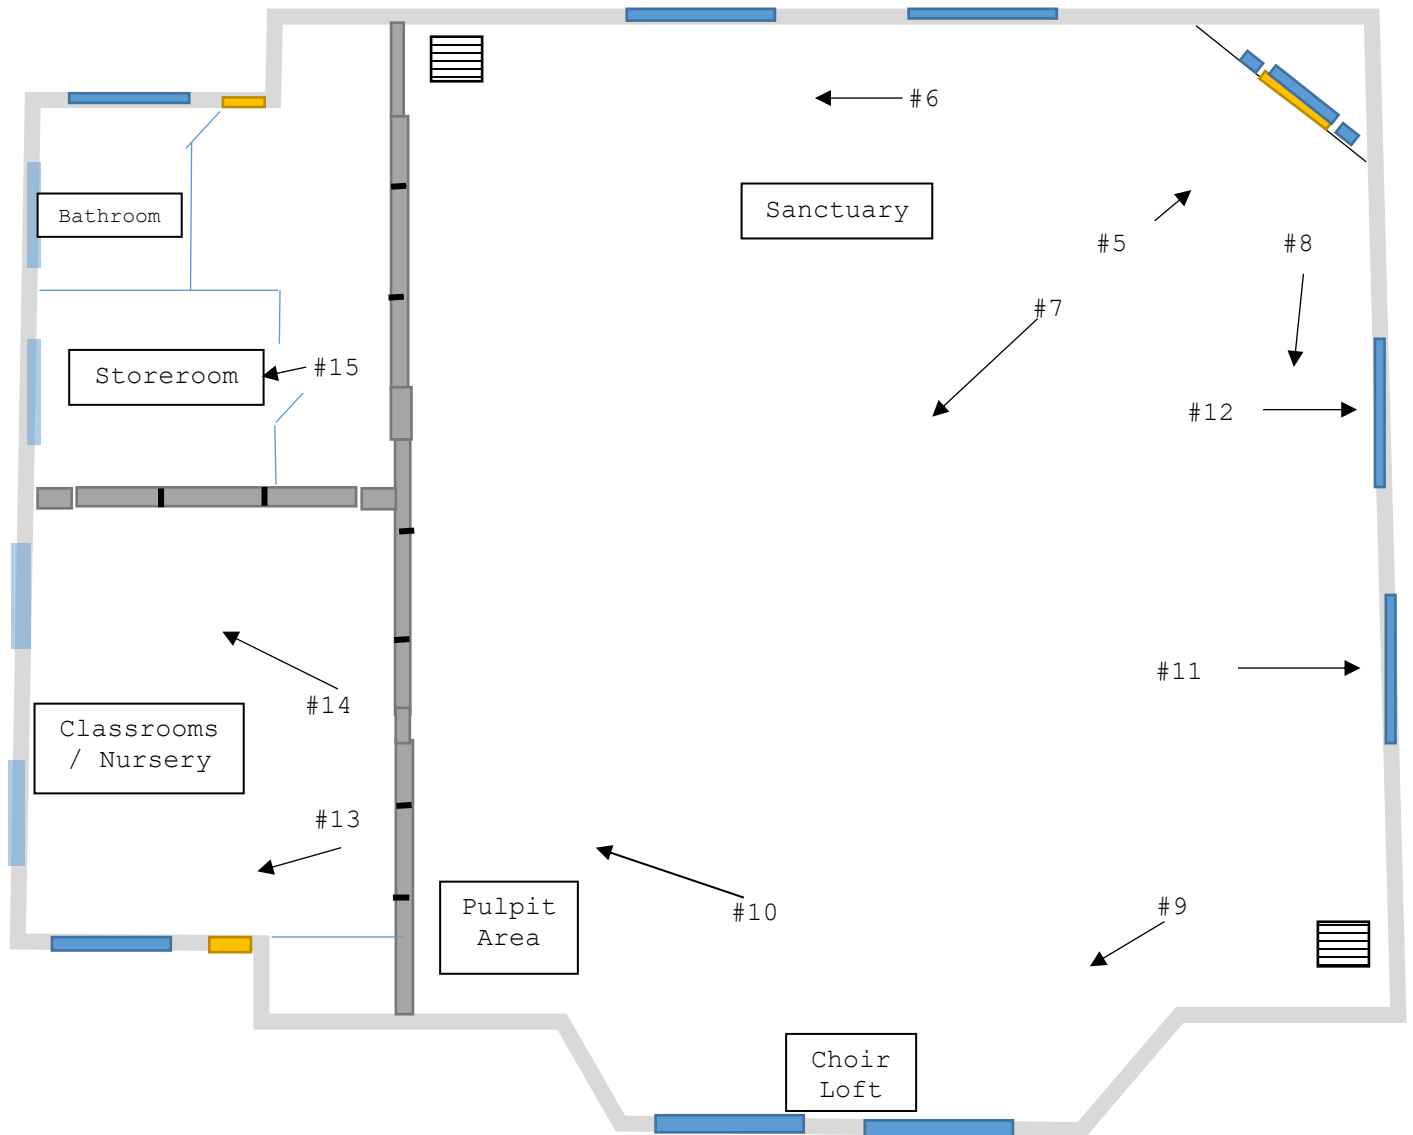 #6
Sanctuary
Bathroom
#5
#8
#7
#15
Storeroom
#12
#11
#14
Classrooms
/ Nursery
#13
Pulpit
Area
#10
#9
Choir
Loft